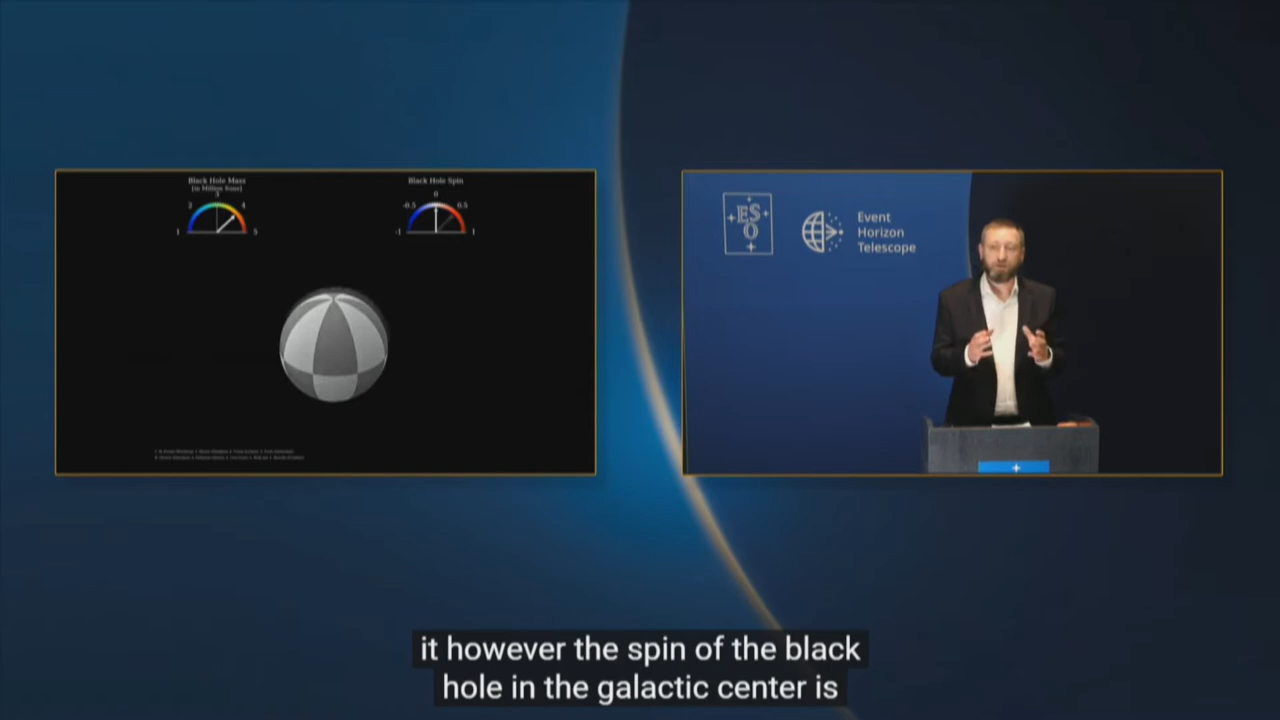 Black Hole Mass
(in Million Suns)
3
2
4
1
5
Black Hole Spin
0
-0.5
0.5
-1
1
ES
O
Event
Horizon
Telescope
it however the spin of the black
hole in the galactic center is